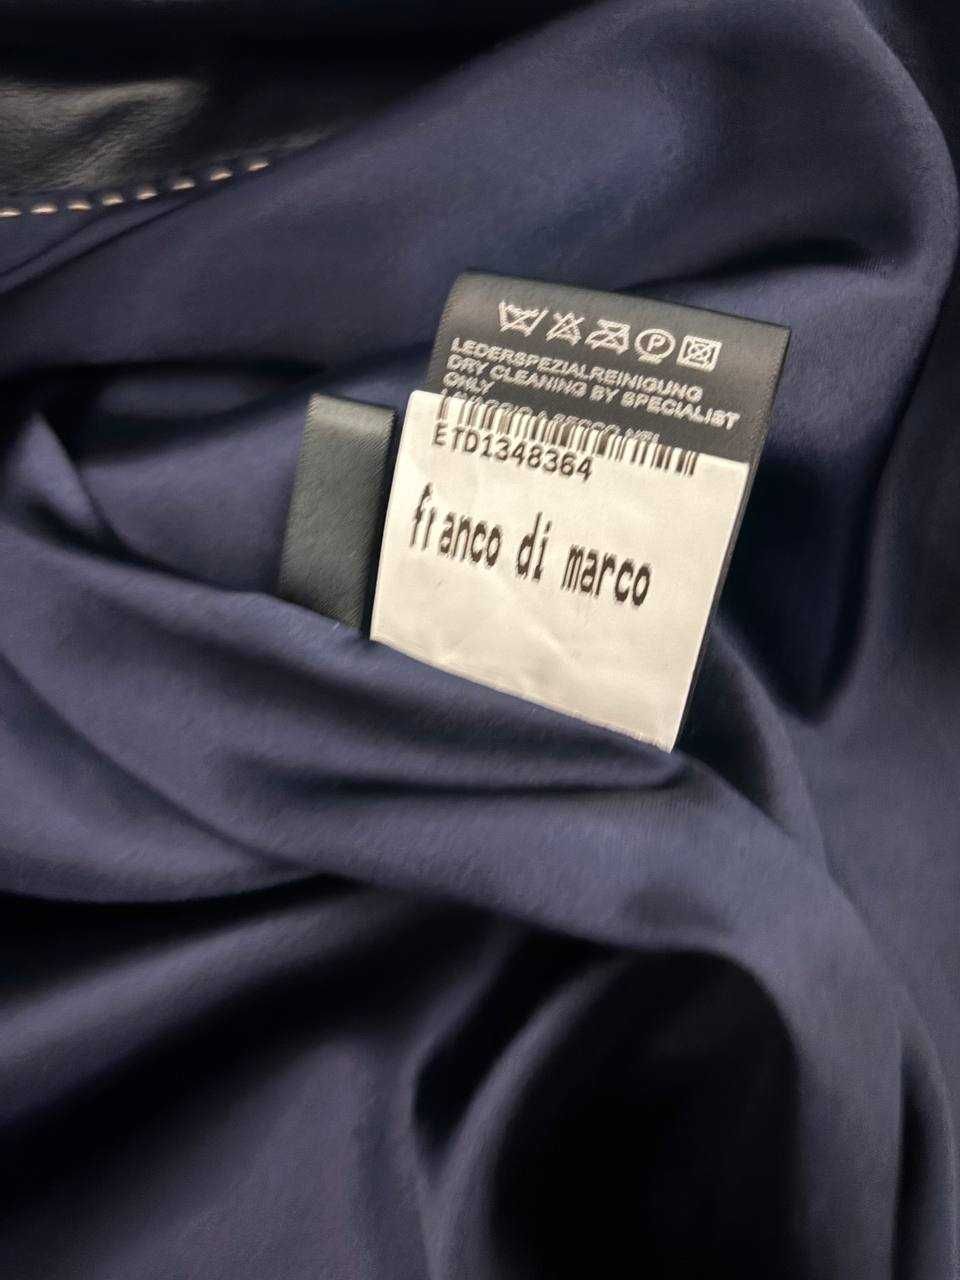 P
LEDERSPEZIALREINIGUNG
DRY CLEANING BY SPECIALIST
ONLY
ETD1348364
franco di marco